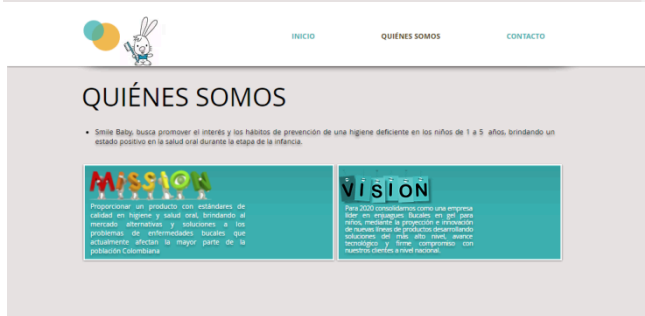 INICIO
QUIÉNES SOMOS
CONTACTO
QUIÉNES SOMOS
• Smile Baby, busca promover el interés y los hábitos de prevención de una higiene deficiente en los niños de 1 a 5 años, brindando un
estado positivo en la salud oral durante la etapa de la infancia.
MISSION
Proporcionar un producto con estándares de
calidad en higiene y salud oral, brindando al
mercado alternativas y soluciones a los
problemas de enfermedades bucales que
actualmente afectan la mayor parte de la
población Colombiana
VISION
Para 2020 consolidarnos como una empresa
líder en enjuagues Bucales en gel para
niños, mediante la proyección e innovación
de nuevas líneas de productos desarrollando
soluciones del más alto nivel, avance
tecnológico y firme compromiso con
nuestros clientes a nivel nacional.